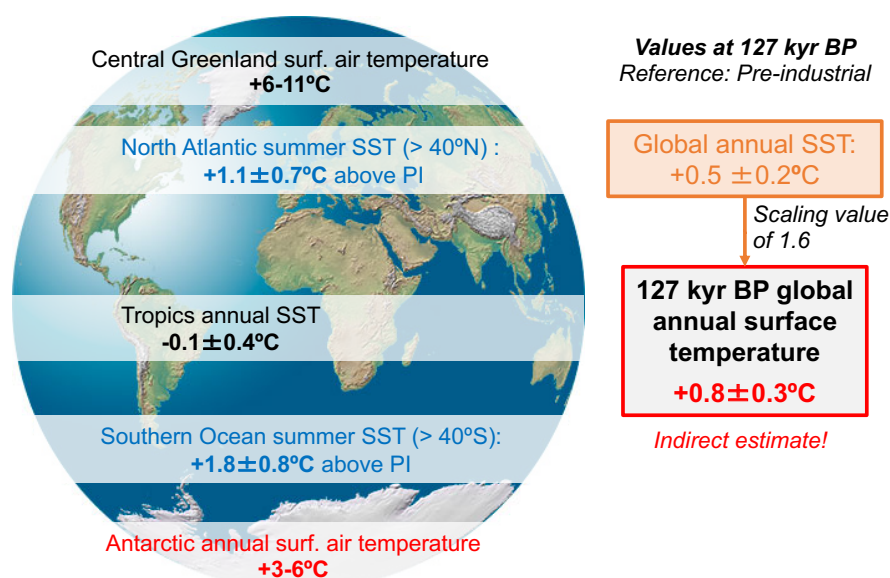 Central Greenland surf. air temperature
+6-11ºC
North Atlantic summer SST (> 40ºN) :
+1.1±0.7ºC above PI
Tropics annual SST
-0.1±0.4ºC
Southern Ocean summer SST (> 40ºS):
+1.8±0.8ºC above PI
Antarctic annual surf. air temperature
+3-6ºC
Values at 127 kyr BP
Reference: Pre-industrial
Global annual SST:
+0.5 ±0.2ºC
Scaling value
of 1.6
127 kyr BP global
annual surface
temperature
+0.8±0.3ºC
Indirect estimate!